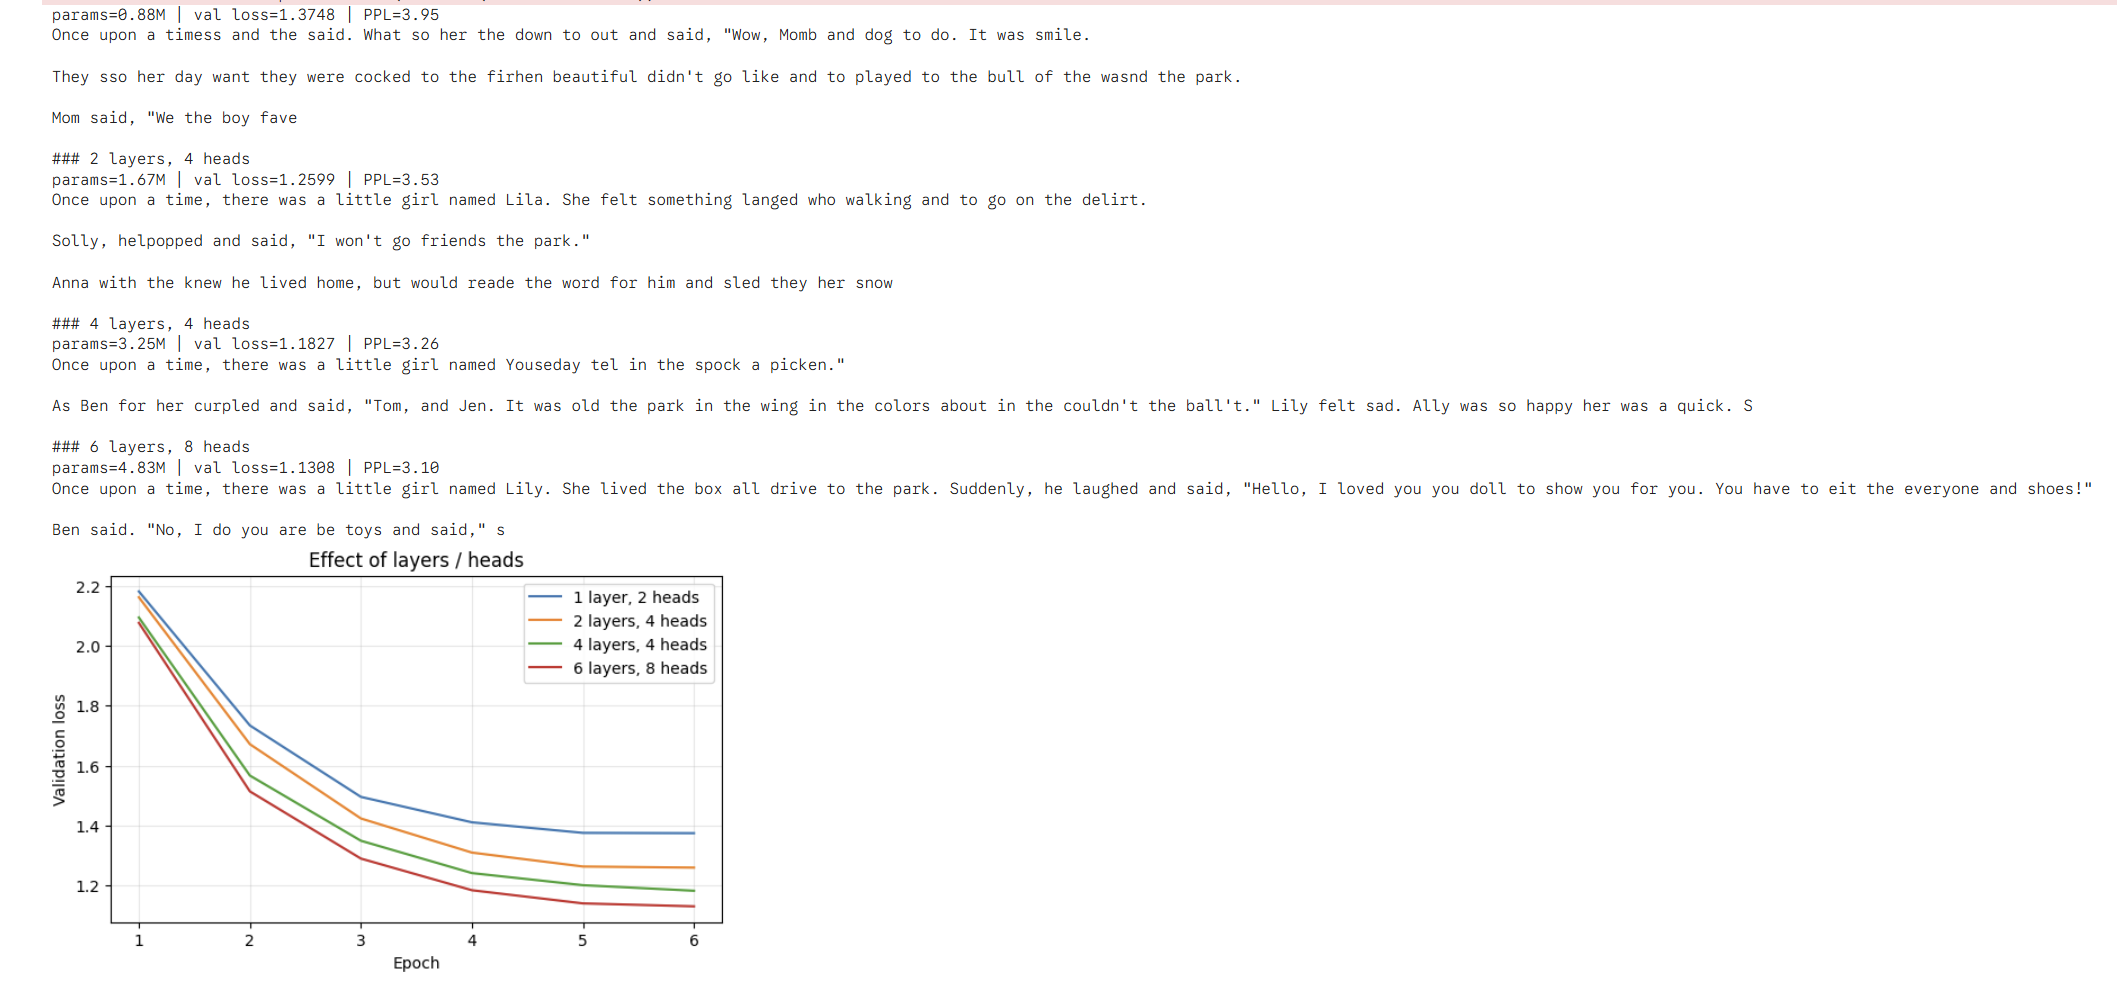 params=0.88M | val loss=1.3748 | PPL=3.95
Once upon a timess and the said. What so her the down to out and said, "Wow, Momb and dog to do. It was smile.
They sso her day want they were cocked to the firhen beautiful didn't go like and to played to the bull of the wasnd the park.
Mom said, "We the boy fave
### 2 layers, 4 heads
params=1.67M | val loss=1.2599 | PPL=3.53
Once upon a time, there was a little girl named Lila. She felt something langed who walking and to go on the delirt.
Solly, helpopped and said, "I won't go friends the park."
Anna with the knew he lived home, but would reade the word for him and sled they her snow
### 4 layers, 4 heads
params=3.25M | val loss=1.1827 | PPL=3.26
Once upon a time, there was a little girl named Youseday tel in the spock a picken."
As Ben for her curpled and said, "Tom, and Jen. It was old the park in the wing in the colors about in the couldn't the ball't." Lily felt sad. Ally was so happy her was a quick. S
### 6 layers, 8 heads
params=4.83M | val loss=1.1308 | PPL=3.10
Once upon a time, there was a little girl named Lily. She lived the box all drive to the park. Suddenly, he laughed and said, "Hello, I loved you you doll to show you for you. You have to eit the everyone and shoes!"
Ben said. "No, I do you are be toys and said," s
Effect of layers / heads
1 layer, 2 heads
2 layers, 4 heads
4 layers, 4 heads
6 layers, 8 heads
Validation loss
2.2
2.0
1.8
1.6
1.4
1.2
1 2 3 4 5 6
Epoch